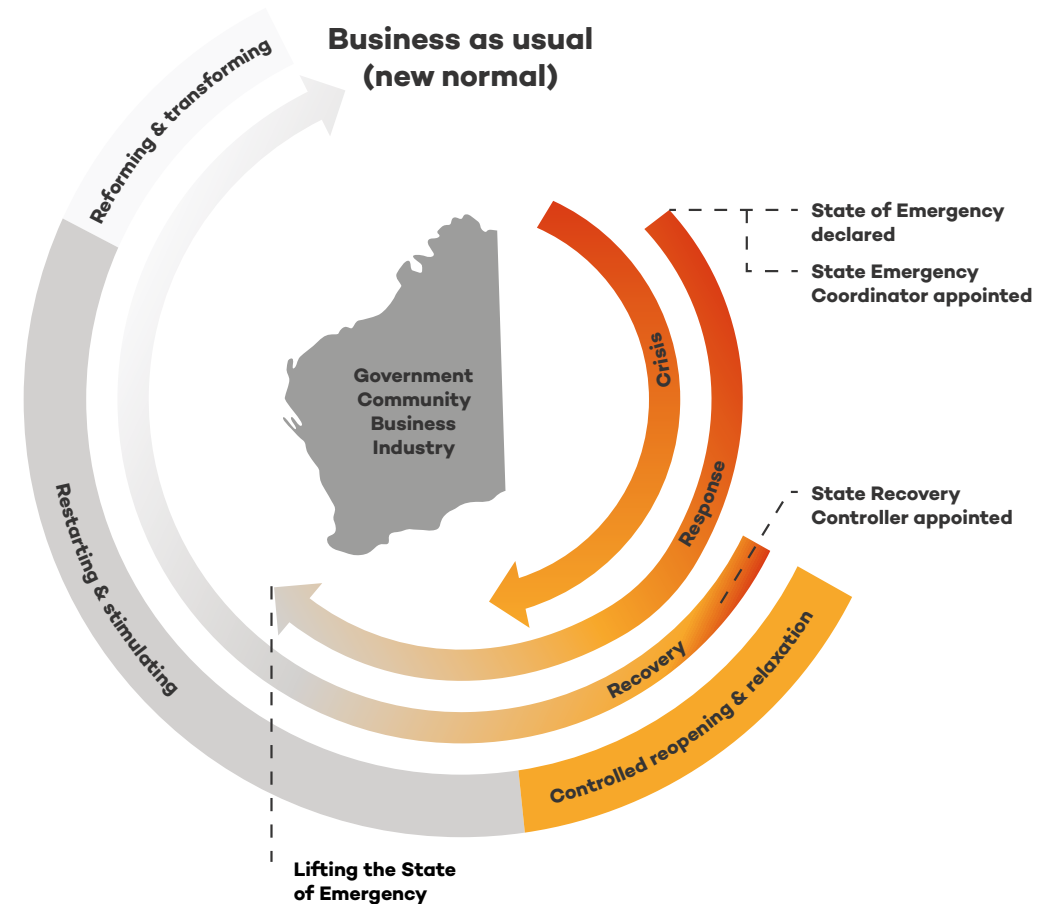 Business as usual
(new normal)
Reforming & transforming
State of Emergency
declared
State Emergency
Coordinator appointed
Crisis
Government
Community
Business
Industry
Response
State Recovery
Controller appointed
Restarting & stimulating
Recovery
Controlled reopening & relaxation
Lifting the State
of Emergency